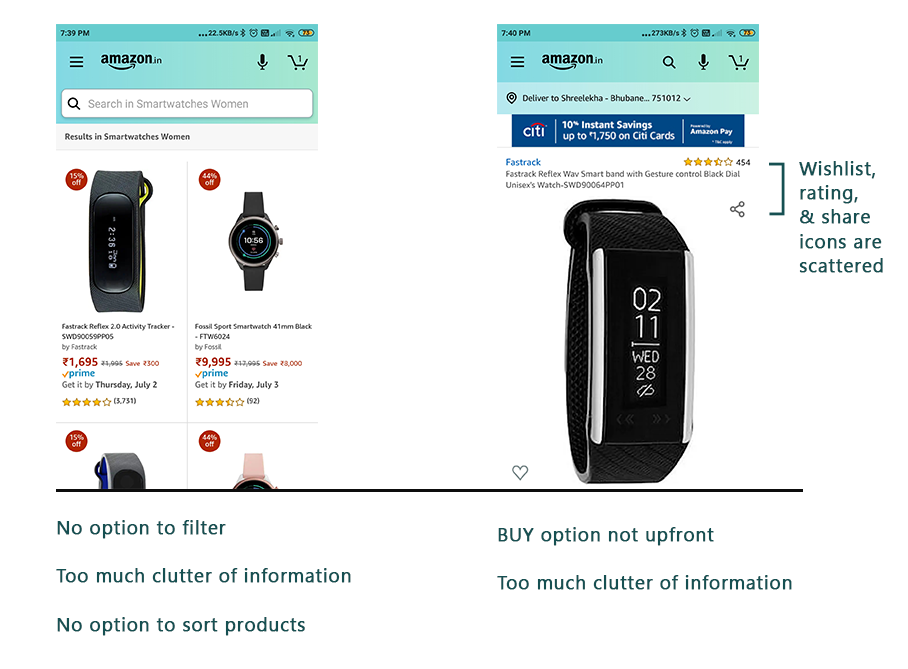 7:39 PM
...22.5KB/s
amazon.in
1
Search in Smartwatches Women
Results in Smartwatches Women
15% off
44% off
2:36
10:56
Fastrack Reflex 2.0 Activity Tracker - SWD90059PP05
by Fastrack
₹1,695 ₹1,995 Save ₹300
prime
Get it by Thursday, July 2
(3,731)
Fossil Sport Smartwatch 41mm Black - FTW6024
by Fossil
₹9,995 ₹17,995 Save ₹8,000
prime
Get it by Friday, July 3
(92)
15% off
44% off
No option to filter
Too much clutter of information
No option to sort products
7:40 PM
...273KB/s
amazon.in
1
Deliver to Shreelekha - Bhubane... 751012
citi
10% Instant Savings
up to ₹1,750 on Citi Cards
Powered by
Amazon Pay
*T&C apply
Fastrack
454
Fastrack Reflex Wav Smart band with Gesture control Black Dial
Unisex's Watch-SWD90064PP01
02
11
WED
28
BUY option not upfront
Too much clutter of information
Wishlist,
rating,
& share
icons are
scattered